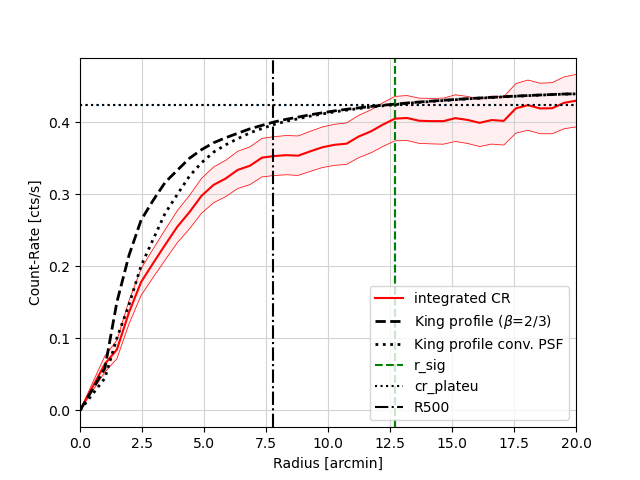 Count-Rate [cts/s]
0.4
0.3
0.2
0.1
0.0
integrated CR
King profile (β=2/3)
King profile conv. PSF
r_sig
cr_plateu
R500
0.0 2.5 5.0 7.5 10.0 12.5 15.0 17.5 20.0
Radius [arcmin]